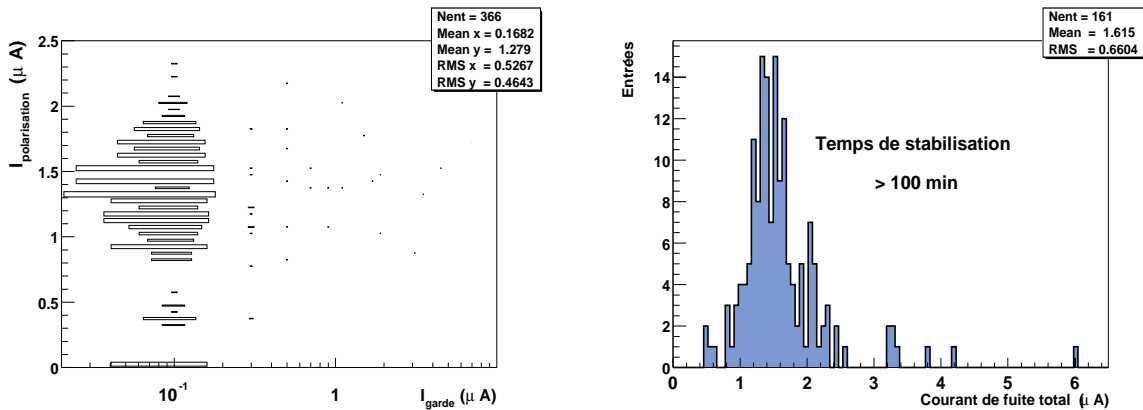 Nent = 366
Mean x = 0.1682
Mean y = 1.279
RMS x = 0.5267
RMS y = 0.4643
I polarisation (μ A)
2.5
2
1.5
1
0.5
0
10⁻¹
1
I garde (μ A)
Nent = 161
Mean = 1.615
RMS = 0.6604
Entrées
14
12
10
8
6
4
2
0
Temps de stabilisation
> 100 min
0 1 2 3 4 5 6
Courant de fuite total (μ A)